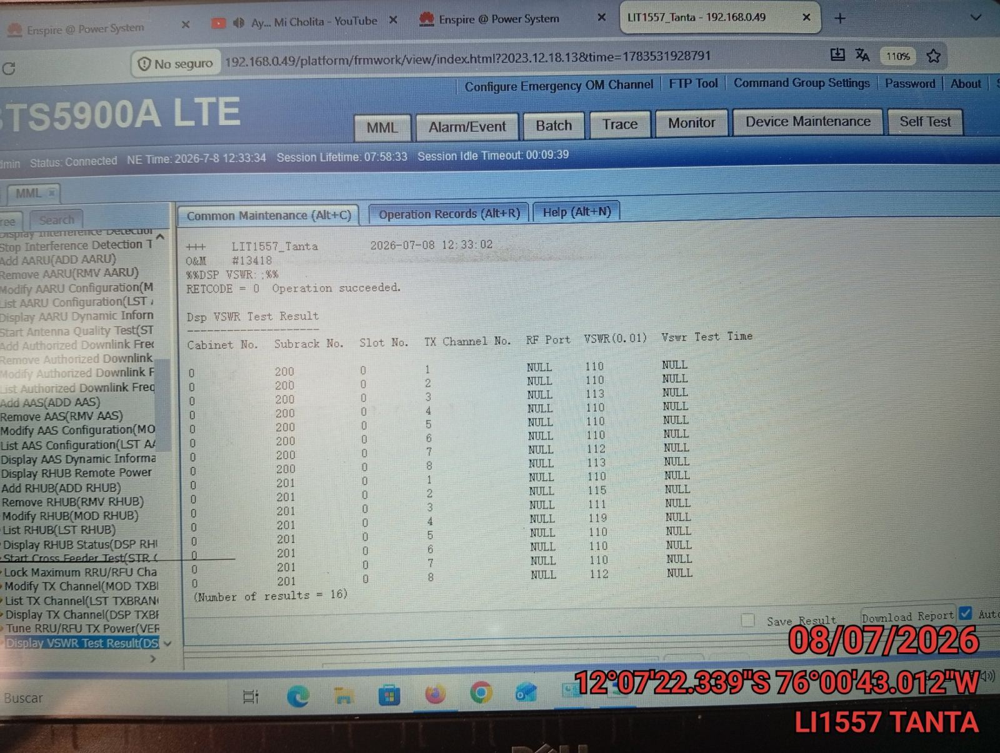 Enspire @ Power System
Ay... Mi Cholita - YouTube
Enspire @ Power System
LIT1557_Tanta - 192.168.0.49
No seguro
192.168.0.49/platform/frmwork/view/index.html?2023.12.18.13&time=1783531928791
110%
Configure Emergency OM Channel | FTP Tool | Command Group Settings | Password | About
TS5900A LTE
MML
Alarm/Event
Batch
Trace
Monitor
Device Maintenance
Self Test
Status: Connected NE Time: 2026-7-8 12:33:34 Session Lifetime: 07:58:33 Session Idle Timeout: 00:09:39
MML
Search
Common Maintenance (Alt+C)
Operation Records (Alt+R)
Help (Alt+N)
Display Interference Detection
Stop Interference Detection T
Add AARU(ADD AARU)
Remove AARU(RMV AARU)
Modify AARU Configuration(M
List AARU Configuration(LST
Display AARU Dynamic Inform
Start Antenna Quality Test(ST
Add Authorized Downlink Fre
Remove Authorized Downlink
Modify Authorized Downlink F
List Authorized Downlink Freq
Add AAS(ADD AAS)
Remove AAS(RMV AAS)
Modify AAS Configuration(MO
List AAS Configuration(LST AA
Display AAS Dynamic Informa
Display RHUB Remote Power
Add RHUB(ADD RHUB)
Remove RHUB(RMV RHUB)
Modify RHUB(MOD RHUB)
List RHUB(LST RHUB)
Display RHUB Status(DSP RH
Start Cross Feeder Test(STR
Lock Maximum RRU/RFU Cha
Modify TX Channel(MOD TXB
List TX Channel(LST TXBRAN
Display TX Channel(DSP TXB
Tune RRU/RFU TX Power(VER
Display VSWR Test Result(DS
+++ LIT1557_Tanta 2026-07-08 12:33:02
O&M #13418
%%DSP VSWR: ;%%
RETCODE = 0 Operation succeeded.
Dsp VSWR Test Result
--------------------
Cabinet No. Subrack No. Slot No. TX Channel No. RF Port VSWR(0.01) Vswr Test Time
0 200 0 1 NULL 110 NULL
0 200 0 2 NULL 110 NULL
0 200 0 3 NULL 113 NULL
0 200 0 4 NULL 110 NULL
0 200 0 5 NULL 110 NULL
0 200 0 6 NULL 110 NULL
0 200 0 7 NULL 112 NULL
0 200 0 8 NULL 113 NULL
0 201 0 1 NULL 110 NULL
0 201 0 2 NULL 115 NULL
0 201 0 3 NULL 111 NULL
0 201 0 4 NULL 119 NULL
0 201 0 5 NULL 110 NULL
0 201 0 6 NULL 110 NULL
0 201 0 7 NULL 110 NULL
0 201 0 8 NULL 112 NULL
(Number of results = 16)
Save Result
Download Report
Auto
Buscar
08/07/2026
12°07'22.339"S 76°00'43.012"W
LI1557 TANTA
DELL